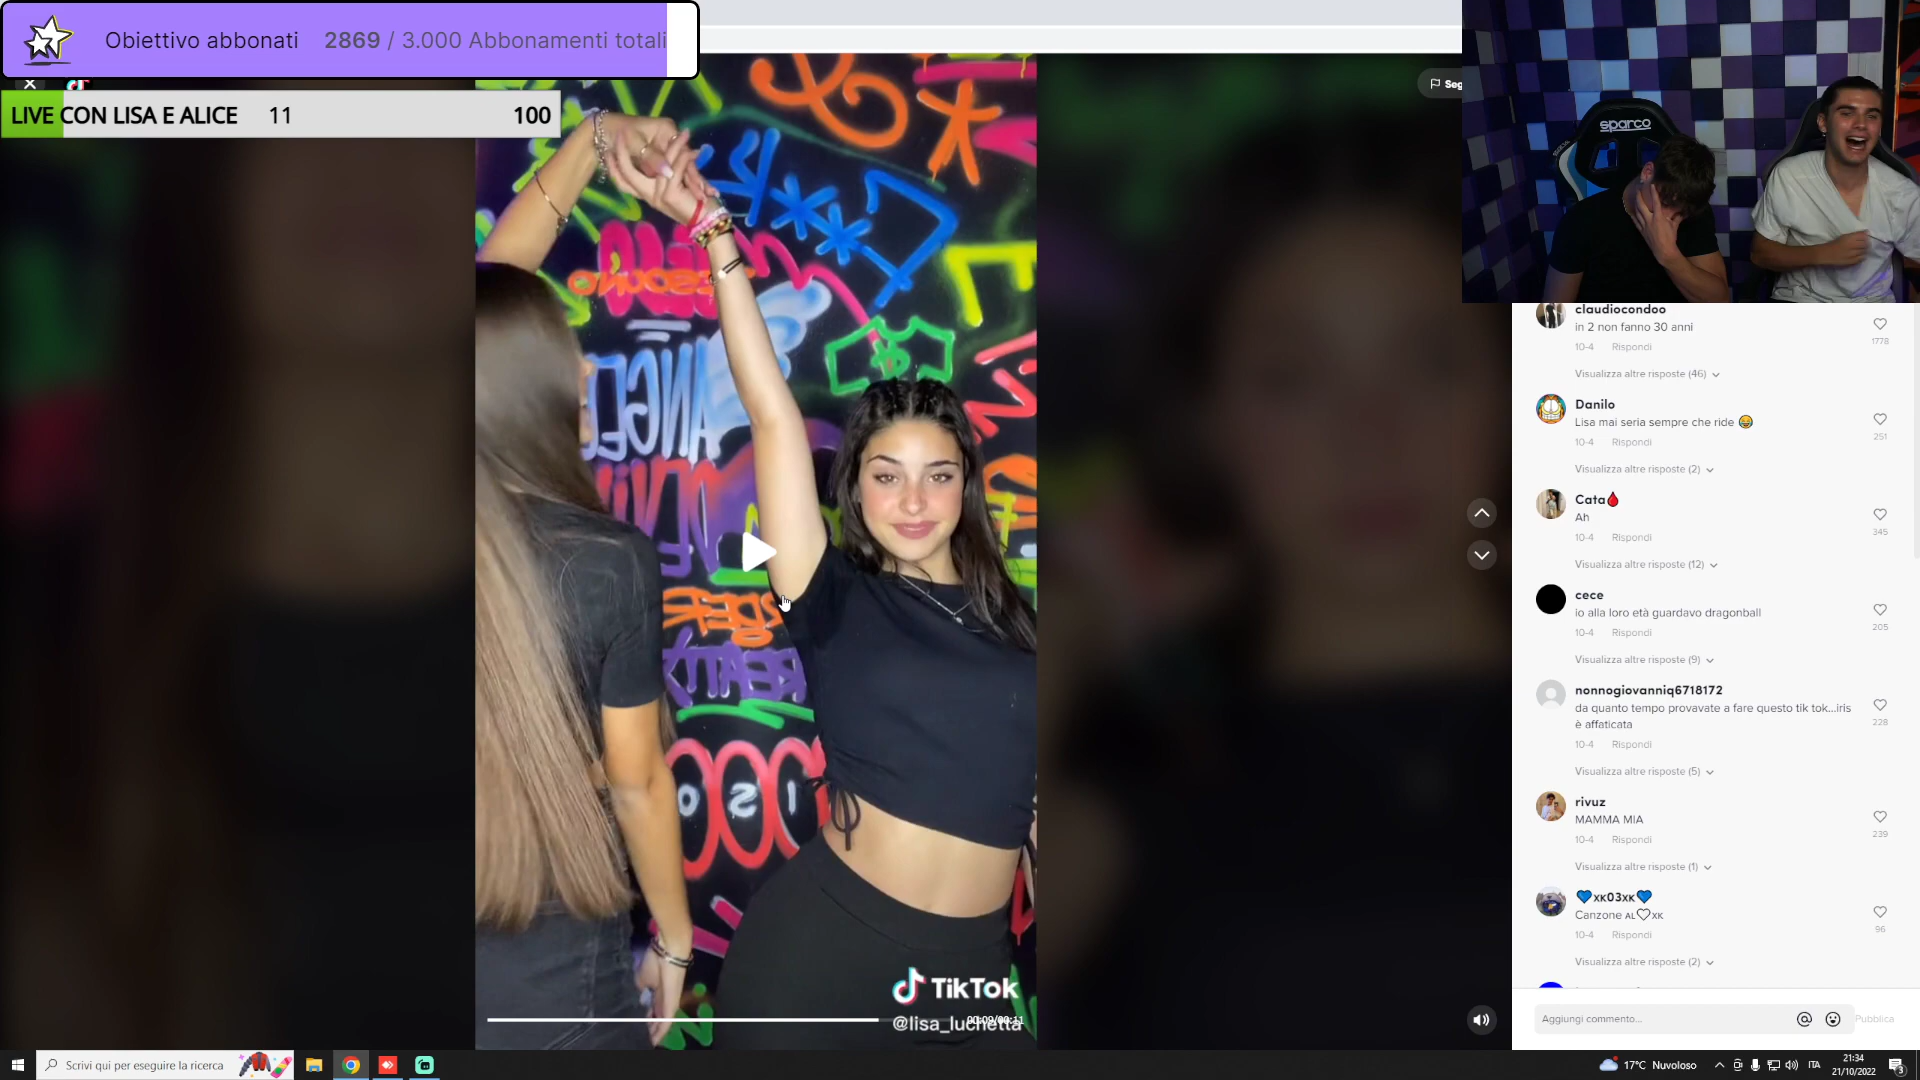 Obiettivo abbonati 2869 / 3.000 Abbonamenti totali
LIVE CON LISA E ALICE 11 100
Seg
sparco
TikTok
@lisa_luchetta
claudiocondoo
in 2 non fanno 30 anni
1778
10-4 Rispondi
Visualizza altre risposte (46)
Danilo
Lisa mai seria sempre che ride 😂
251
10-4 Rispondi
Visualizza altre risposte (2)
Cata🩸
Ah
345
10-4 Rispondi
Visualizza altre risposte (12)
cece
io alla loro età guardavo dragonball
205
10-4 Rispondi
Visualizza altre risposte (9)
nonnogiovanniq6718172
da quanto tempo provavate a fare questo tik tok...iris
è affaticata
228
10-4 Rispondi
Visualizza altre risposte (5)
rivuz
MAMMA MIA
239
10-4 Rispondi
Visualizza altre risposte (1)
💙xκ03xκ💙
Canzone ᴀʟ♡xκ
96
10-4 Rispondi
Visualizza altre risposte (2)
Aggiungi commento... Pubblica
Scrivi qui per eseguire la ricerca
17°C Nuvoloso
ITA
21:34
21/10/2022
3